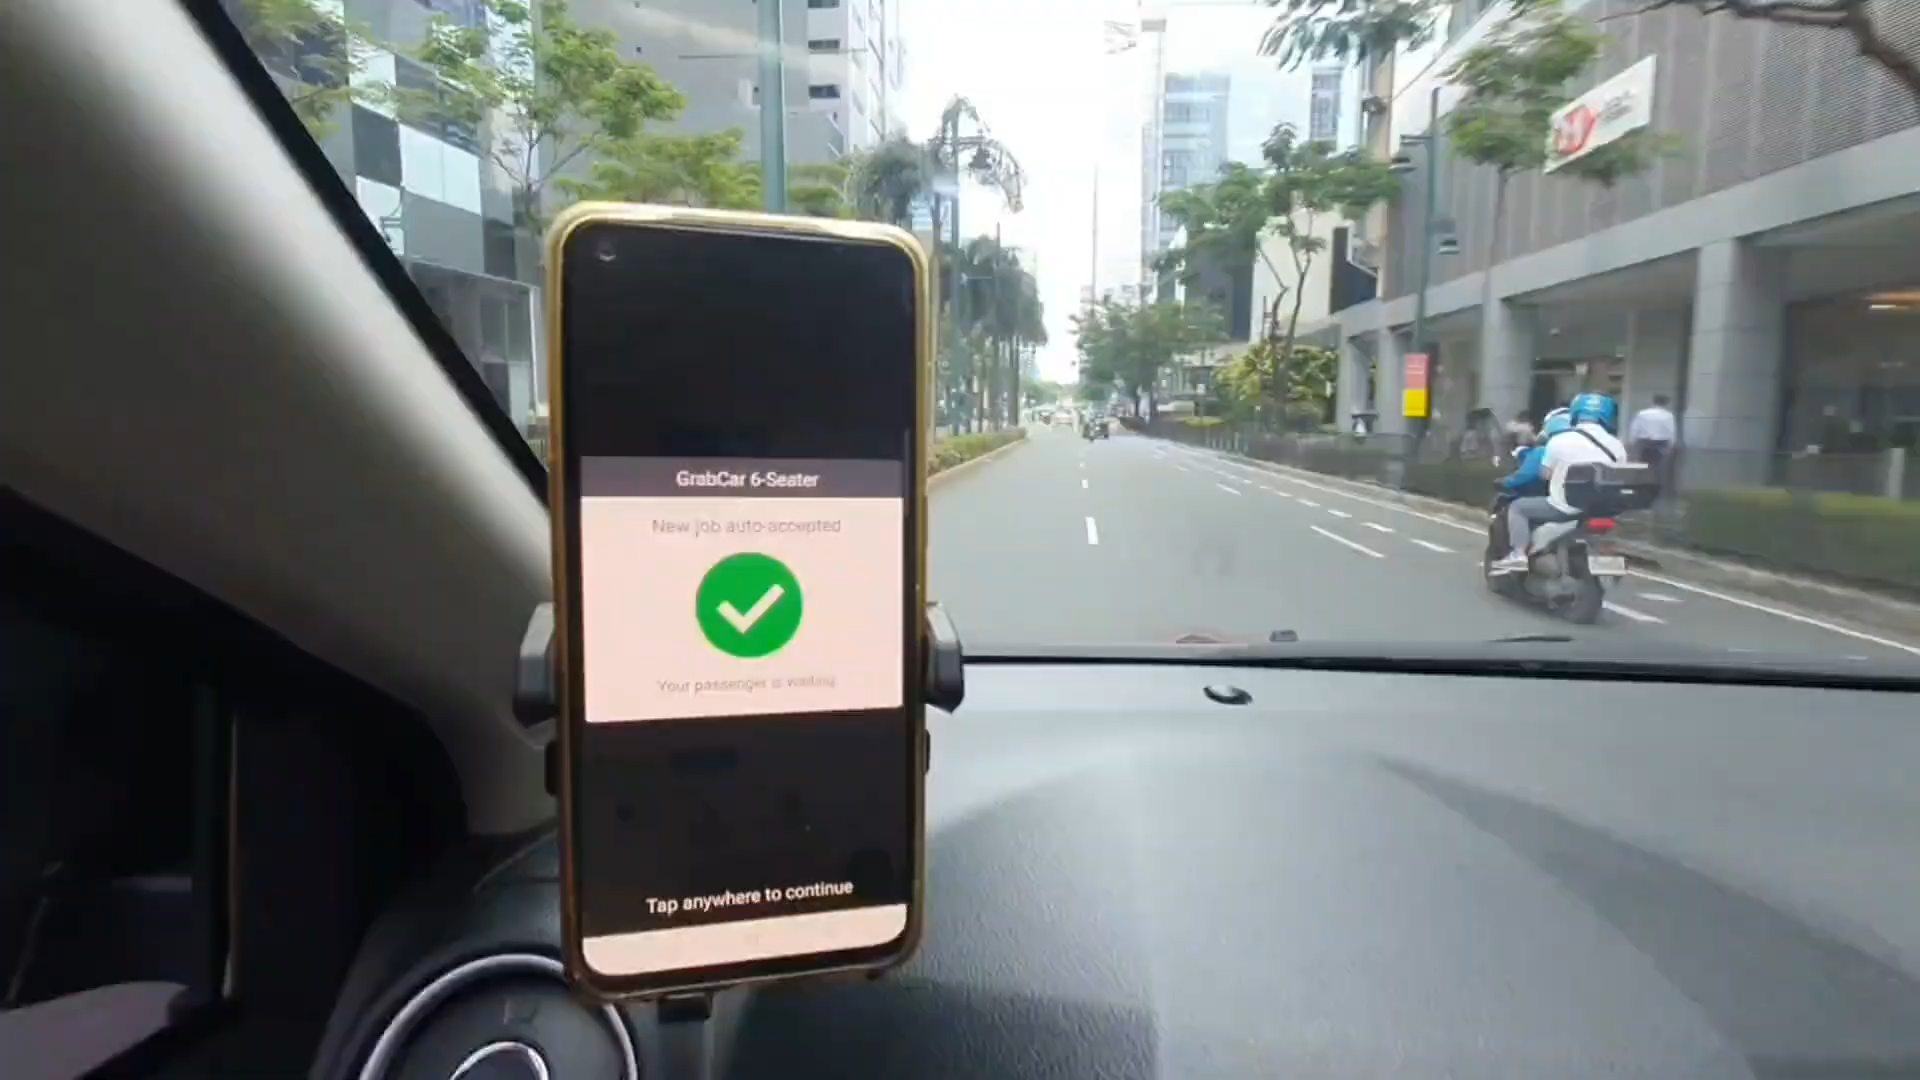 GrabCar 6-Seater
New job auto-accepted
Your passenger is waiting
Tap anywhere to continue